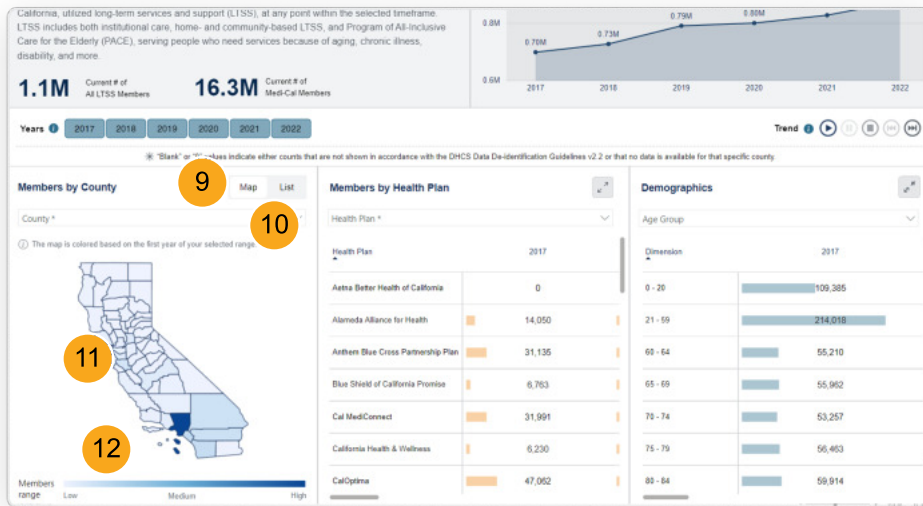 California, utilized long-term services and support (LTSS), at any point within the selected timeframe.
LTSS includes both institutional care, home- and community-based LTSS, and Program of All-Inclusive
Care for the Elderly (PACE), serving people who need services because of aging, chronic illness,
disability, and more.
1.1M Current # of All LTSS Members
16.3M Current # of Medi-Cal Members
0.8M
0.6M
0.70M 0.73M 0.79M 0.80M
2017 2018 2019 2020 2021 2022
Years 2017 2018 2019 2020 2021 2022
Trend
"Blank" or values indicate either counts that are not shown in accordance with the DHCS Data De-identification Guidelines v2.2 or that no data is available for that specific county.
Members by County
9
Map List
County *
10
The map is colored based on the first year of your selected range.
11
12
Members range
Low Medium High
Members by Health Plan
Health Plan *
Health Plan 2017
Aetna Better Health of California 0
Alameda Alliance for Health 14,050
Anthem Blue Cross Partnership Plan 31,135
Blue Shield of California Promise 6,763
Cal MediConnect 31,991
California Health & Wellness 6,230
CalOptima 47,062
Demographics
Age Group
Dimension 2017
0 - 20 109,385
21 - 59 214,018
60 - 64 55,210
65 - 69 55,962
70 - 74 53,257
75 - 79 56,463
80 - 84 59,914